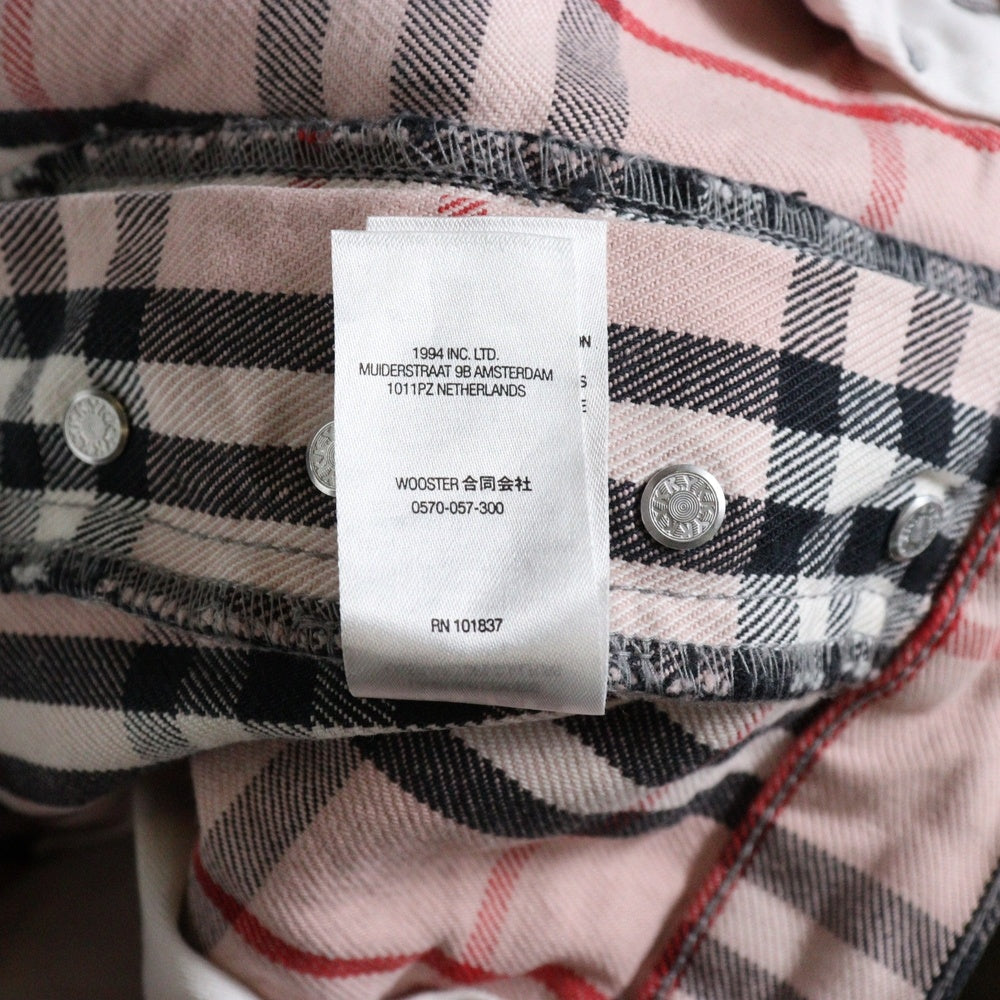 1994 INC. LTD.
MUIDERSTRAAT 9B AMSTERDAM
1011PZ NETHERLANDS
WOOSTER 合同会社
0570-057-300
RN 101837